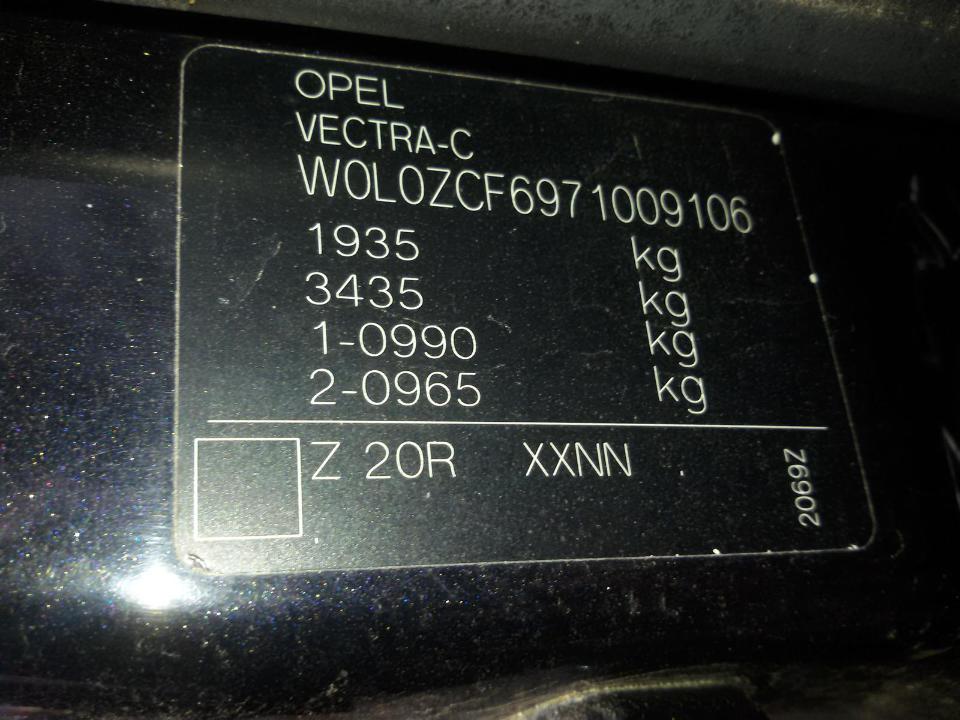 OPEL
VECTRA-C
W0L0ZCF6971009106
1935 kg
3435 kg
1-0990 kg
2-0965 kg
Z 20R XXNN
2069Z